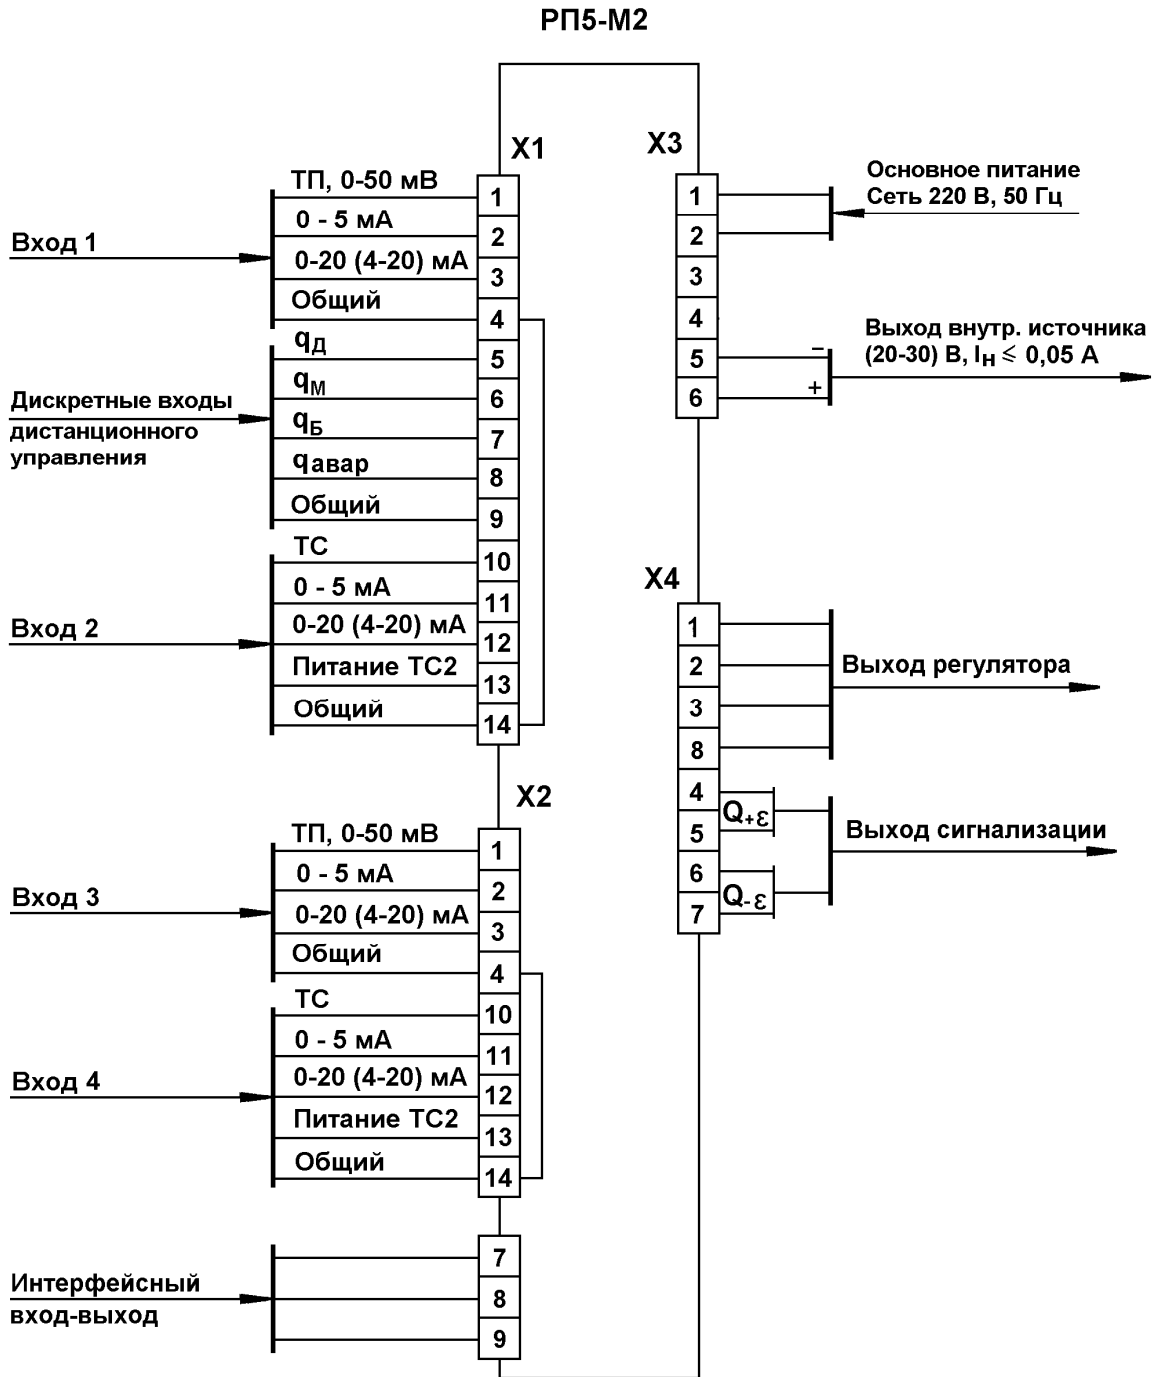 РП5-М2
X1
ТП, 0-50 мВ
1
0 - 5 мА
2
0-20 (4-20) мА
3
Общий
4
Вход 1
qД
5
qМ
6
qБ
7
qавар
8
Общий
9
Дискретные входы
дистанционного
управления
ТС
10
0 - 5 мА
11
0-20 (4-20) мА
12
Питание ТС2
13
Общий
14
Вход 2
X2
ТП, 0-50 мВ
1
0 - 5 мА
2
0-20 (4-20) мА
3
Общий
4
Вход 3
ТС
10
0 - 5 мА
11
0-20 (4-20) мА
12
Питание ТС2
13
Общий
14
Вход 4
7
8
9
Интерфейсный
вход-выход
X3
1
2
3
4
5
6
Основное питание
Сеть 220 В, 50 Гц
−
+
Выход внутр. источника
(20-30) В, IН ≤ 0,05 А
X4
1
2
3
8
4
5
6
7
Выход регулятора
Q+ε
Q-ε
Выход сигнализации